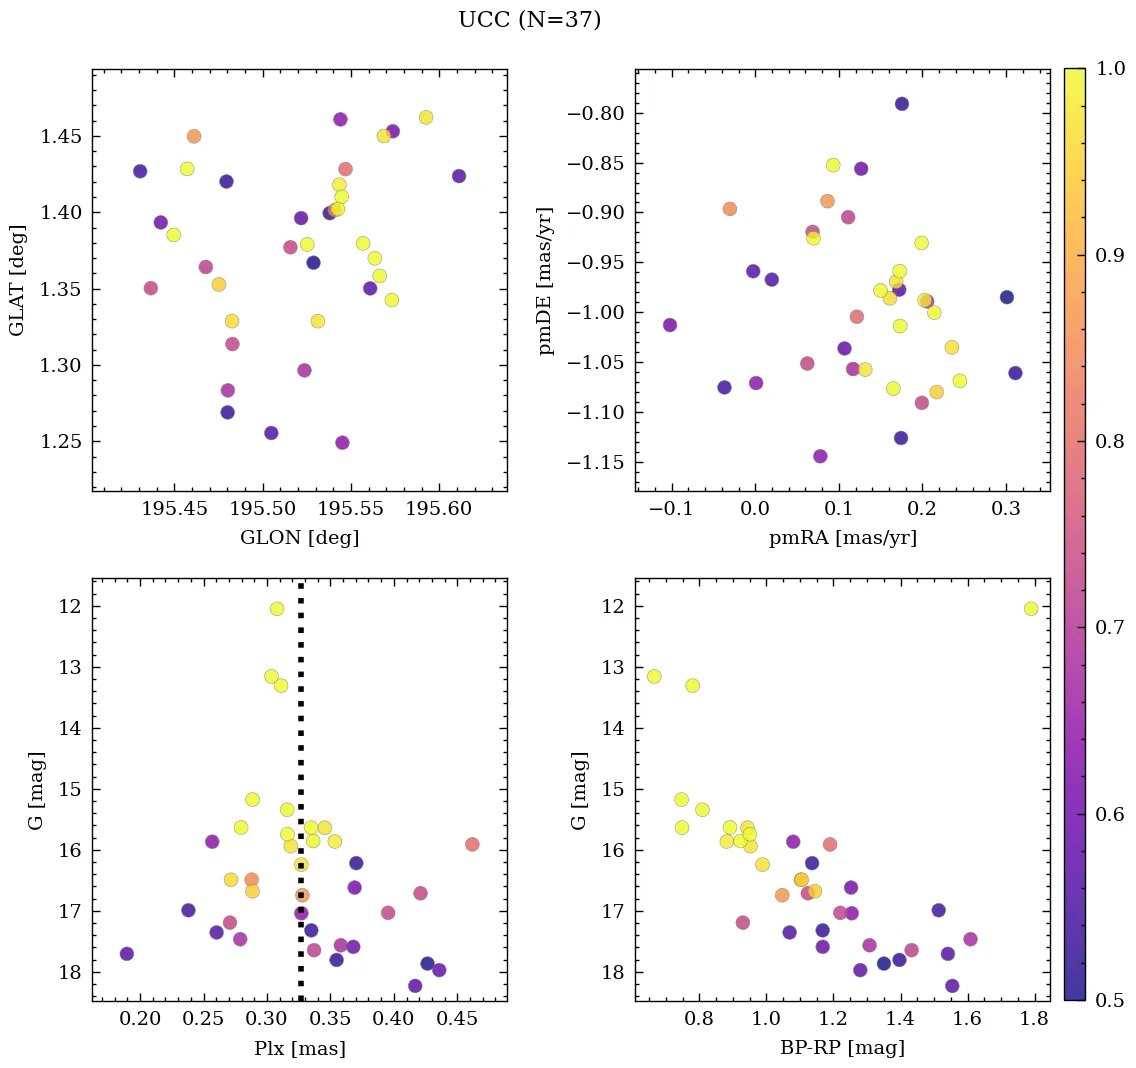 UCC (N=37)
1.45
1.40
1.35
1.30
1.25
GLAT [deg]
195.45 195.50 195.55 195.60
GLON [deg]
−0.80
−0.85
−0.90
−0.95
−1.00
−1.05
−1.10
−1.15
pmDE [mas/yr]
−0.1 0.0 0.1 0.2 0.3
pmRA [mas/yr]
12
13
14
15
16
17
18
G [mag]
0.20 0.25 0.30 0.35 0.40 0.45
Plx [mas]
12
13
14
15
16
17
18
G [mag]
0.8 1.0 1.2 1.4 1.6 1.8
BP-RP [mag]
1.0
0.9
0.8
0.7
0.6
0.5